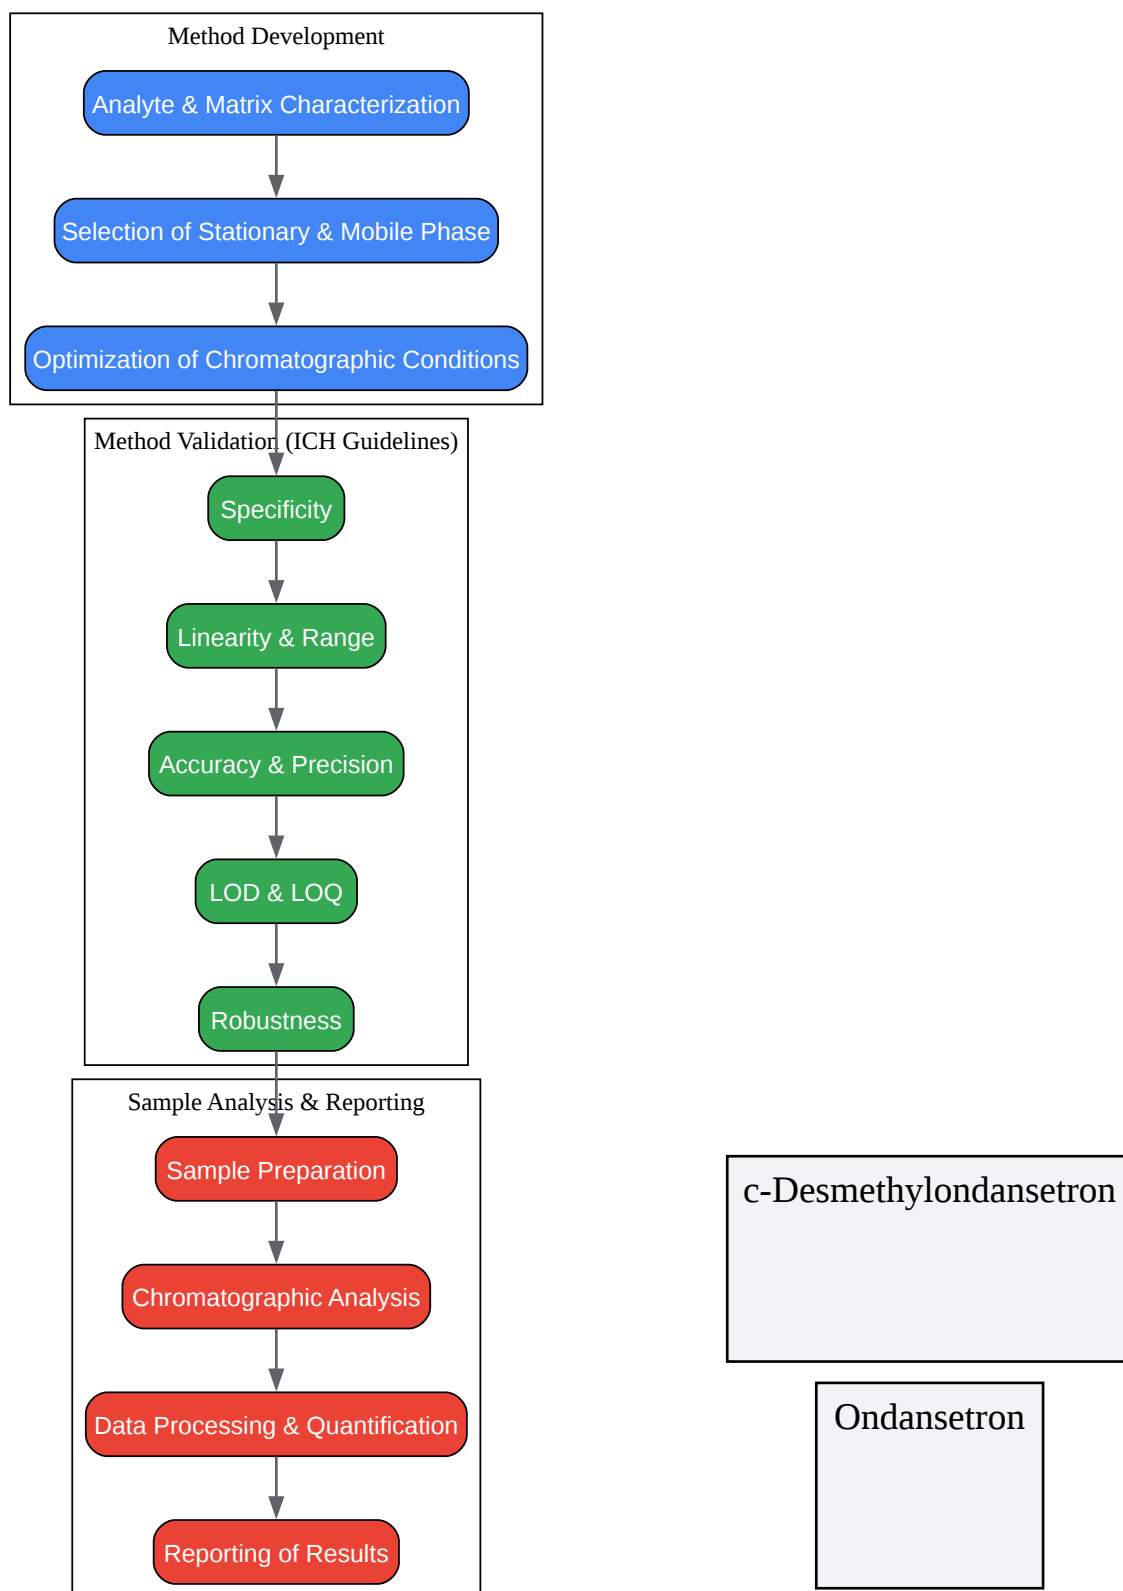 Method Development
Analyte & Matrix Characterization
Selection of Stationary & Mobile Phase
Optimization of Chromatographic Conditions
Method Validation (ICH Guidelines)
Specificity
Linearity & Range
Accuracy & Precision
LOD & LOQ
Robustness
Sample Analysis & Reporting
Sample Preparation
Chromatographic Analysis
Data Processing & Quantification
Reporting of Results
c-Desmethylondansetron
Ondansetron